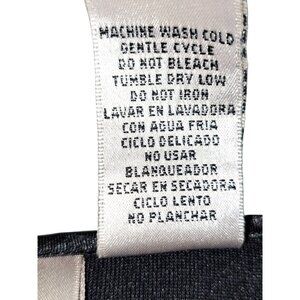 MACHINE WASH COLD
GENTLE CYCLE
DO NOT BLEACH
TUMBLE DRY LOW
DO NOT IRON
LAVAR EN LAVADORA
CON AGUA FRIA
CICLO DELICADO
NO USAR
BLANQUEADOR
SECAR EN SECADORA
CICLO LENTO
NO PLANCHAR